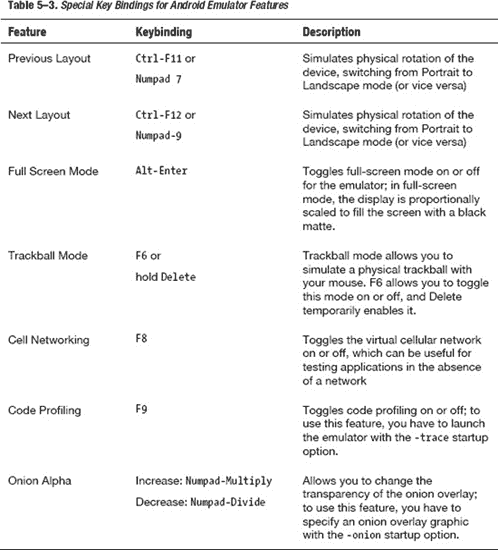 Table 5–3. Special Key Bindings for Android Emulator Features
Feature Keybinding Description
Previous Layout Ctrl-F11 or Simulates physical rotation of the
Numpad 7 device, switching from Portrait to
Landscape mode (or vice versa)
Next Layout Ctrl-F12 or Simulates physical rotation of the
Numpad-9 device, switching from Portrait to
Landscape mode (or vice versa)
Full Screen Mode Alt-Enter Toggles full-screen mode on or off
for the emulator; in full-screen
mode, the display is proportionally
scaled to fill the screen with a black
matte.
Trackball Mode F6 or Trackball mode allows you to
hold Delete simulate a physical trackball with
your mouse. F6 allows you to toggle
this mode on or off, and Delete
temporarily enables it.
Cell Networking F8 Toggles the virtual cellular network
on or off, which can be useful for
testing applications in the absence
of a network
Code Profiling F9 Toggles code profiling on or off; to
use this feature, you have to launch
the emulator with the -trace startup
option.
Onion Alpha Increase: Numpad-Multiply Allows you to change the
Decrease: Numpad-Divide transparency of the onion overlay;
to use this feature, you have to
specify an onion overlay graphic
with the -onion startup option.